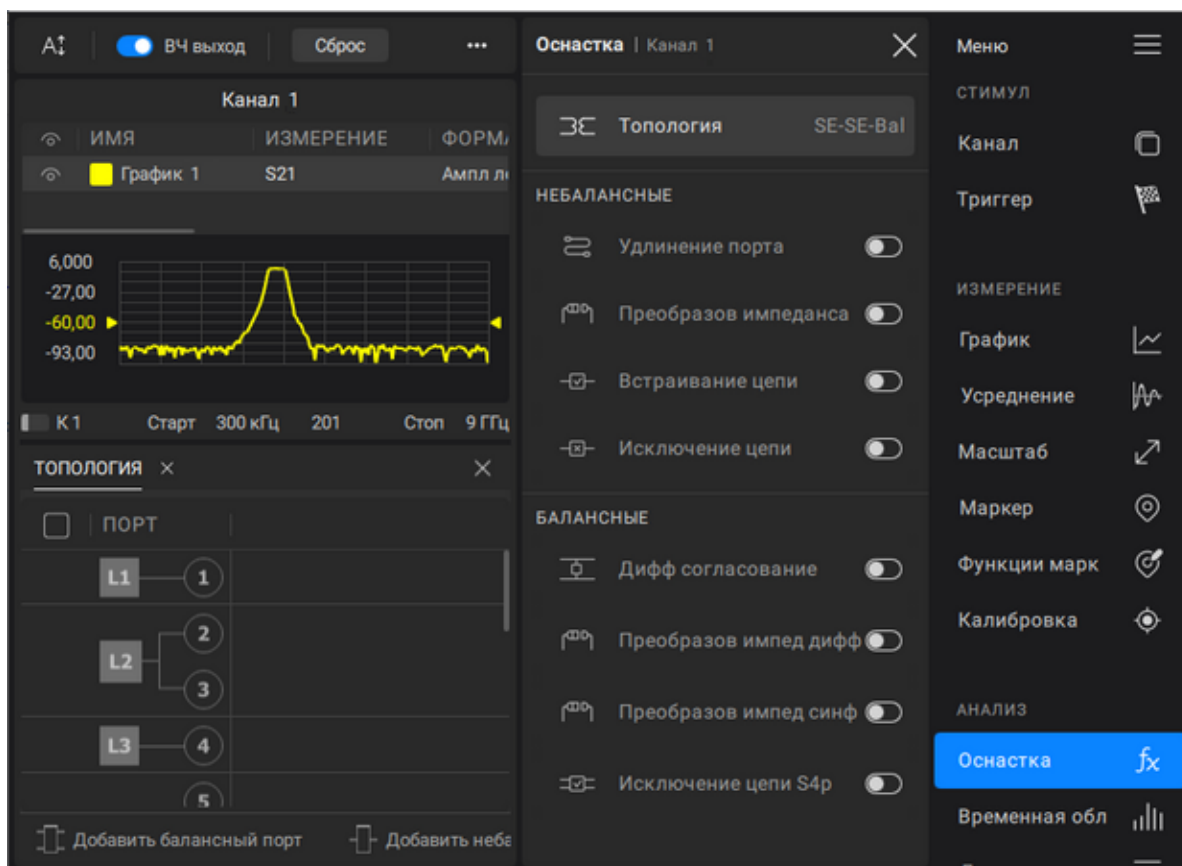 A
ВЧ выход
Сброс
Канал 1
ИМЯ ИЗМЕРЕНИЕ ФОРМА
График 1 S21 Ампл
6,000
-27,00
-60,00
-93,00
К 1 Старт 300 кГц 201 Стоп 9 ГГц
ТОПОЛОГИЯ
ПОРТ
L1 1
2
L2
3
L3 4
5
Добавить балансный порт Добавить неба
Оснастка | Канал 1
Топология SE-SE-Bal
НЕБАЛАНСНЫЕ
Удлинение порта
Преобразов импеданса
Встраивание цепи
Исключение цепи
БАЛАНСНЫЕ
Дифф согласование
Преобразов импед дифф
Преобразов импед синф
Исключение цепи S4p
Меню
СТИМУЛ
Канал
Триггер
ИЗМЕРЕНИЕ
График
Усреднение
Масштаб
Маркер
Функции марк
Калибровка
АНАЛИЗ
Оснастка fx
Временная обл